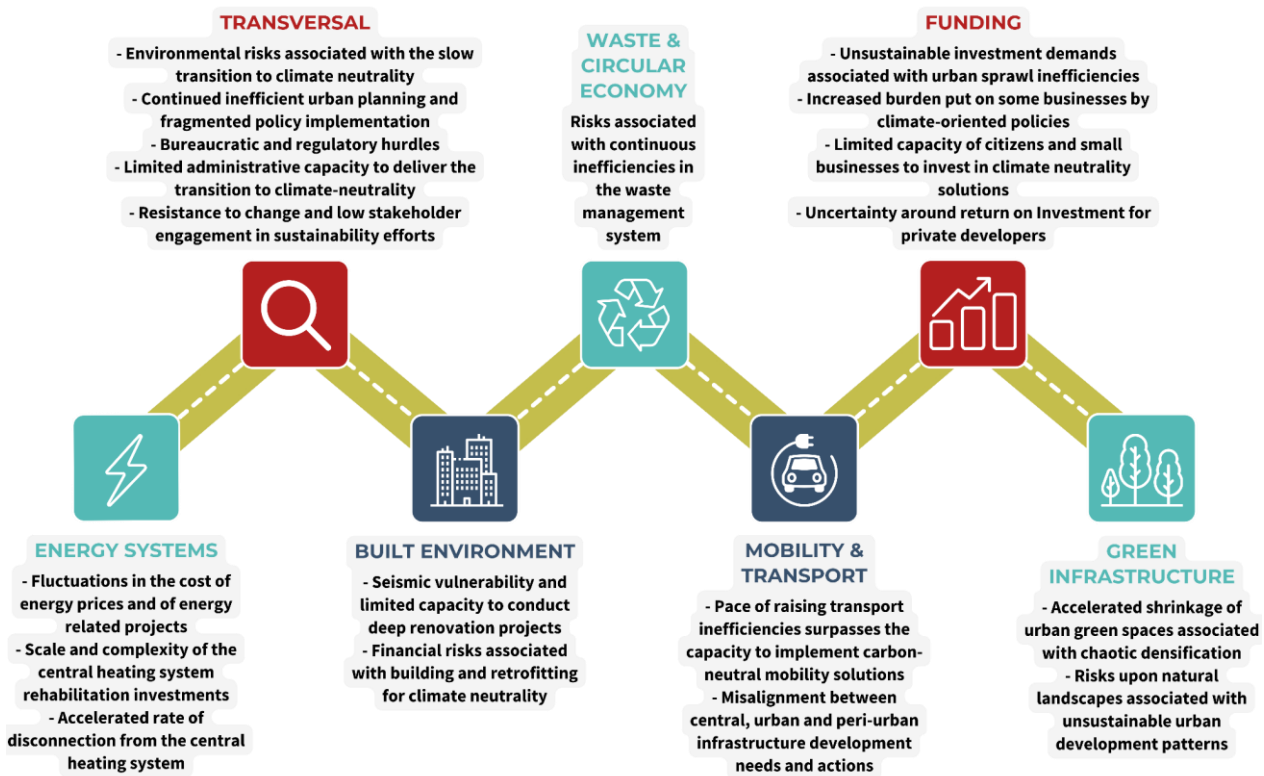 TRANSVERSAL
- Environmental risks associated with the slow
transition to climate neutrality
- Continued inefficient urban planning and
fragmented policy implementation
- Bureaucratic and regulatory hurdles
- Limited administrative capacity to deliver the
transition to climate-neutrality
- Resistance to change and low stakeholder
engagement in sustainability efforts
WASTE &
CIRCULAR
ECONOMY
Risks associated
with continuous
inefficiencies in
the waste
management
system
FUNDING
- Unsustainable investment demands
associated with urban sprawl inefficiencies
- Increased burden put on some businesses by
climate-oriented policies
- Limited capacity of citizens and small
businesses to invest in climate neutrality
solutions
- Uncertainty around return on Investment for
private developers
ENERGY SYSTEMS
- Fluctuations in the cost of
energy prices and of energy
related projects
- Scale and complexity of the
central heating system
rehabilitation investments
- Accelerated rate of
disconnection from the central
heating system
BUILT ENVIRONMENT
- Seismic vulnerability and
limited capacity to conduct
deep renovation projects
- Financial risks associated
with building and retrofitting
for climate neutrality
MOBILITY &
TRANSPORT
- Pace of raising transport
inefficiencies surpasses the
capacity to implement carbon-
neutral mobility solutions
- Misalignment between
central, urban and peri-urban
infrastructure development
needs and actions
GREEN
INFRASTRUCTURE
- Accelerated shrinkage of
urban green spaces associated
with chaotic densification
- Risks upon natural
landscapes associated with
unsustainable urban
development patterns